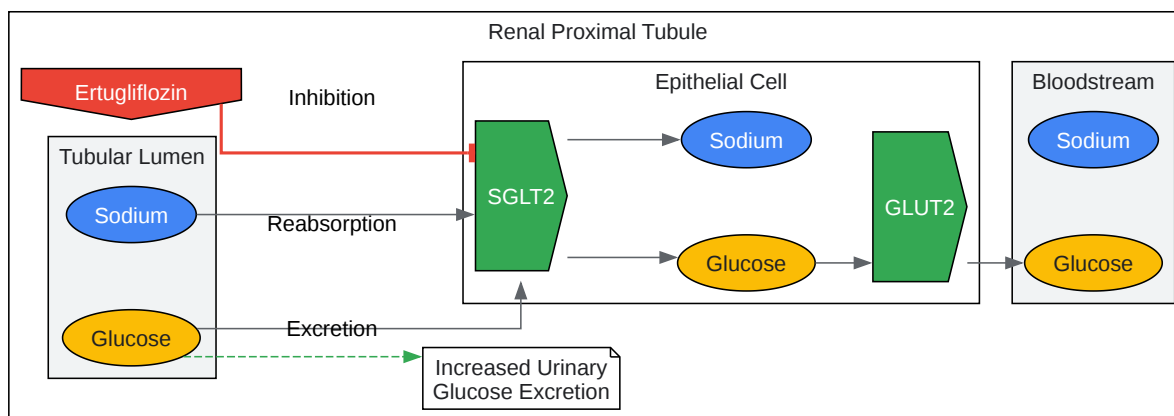 Renal Proximal Tubule
Ertugliflozin
Inhibition
Epithelial Cell
Bloodstream
Tubular Lumen
Sodium
Reabsorption
Glucose
Excretion
SGLT2
Sodium
Glucose
GLUT2
Sodium
Glucose
Increased Urinary
Glucose Excretion